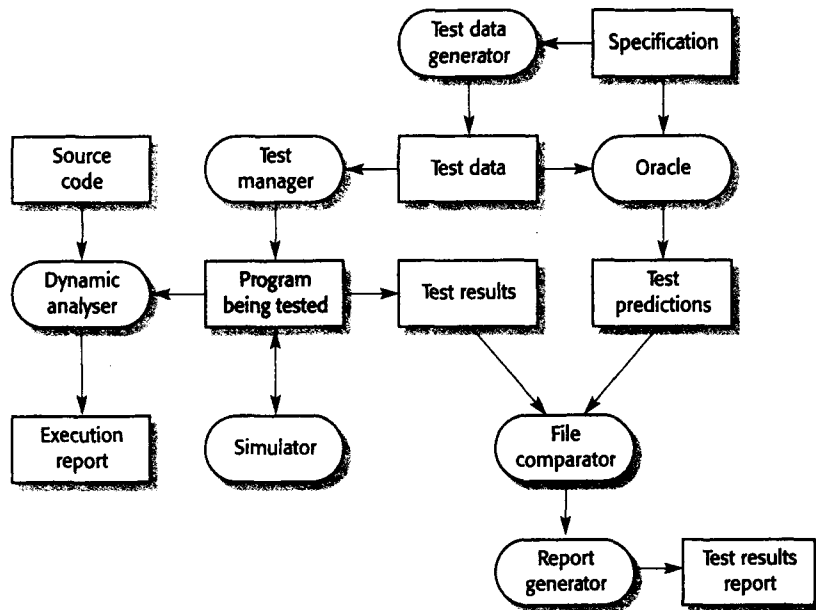 Test data
generator
Specification
Source
code
Test
manager
Test data
Oracle
Dynamic
analyser
Program
being tested
Test results
Test
predictions
Execution
report
Simulator
File
comparator
Report
generator
Test results
report